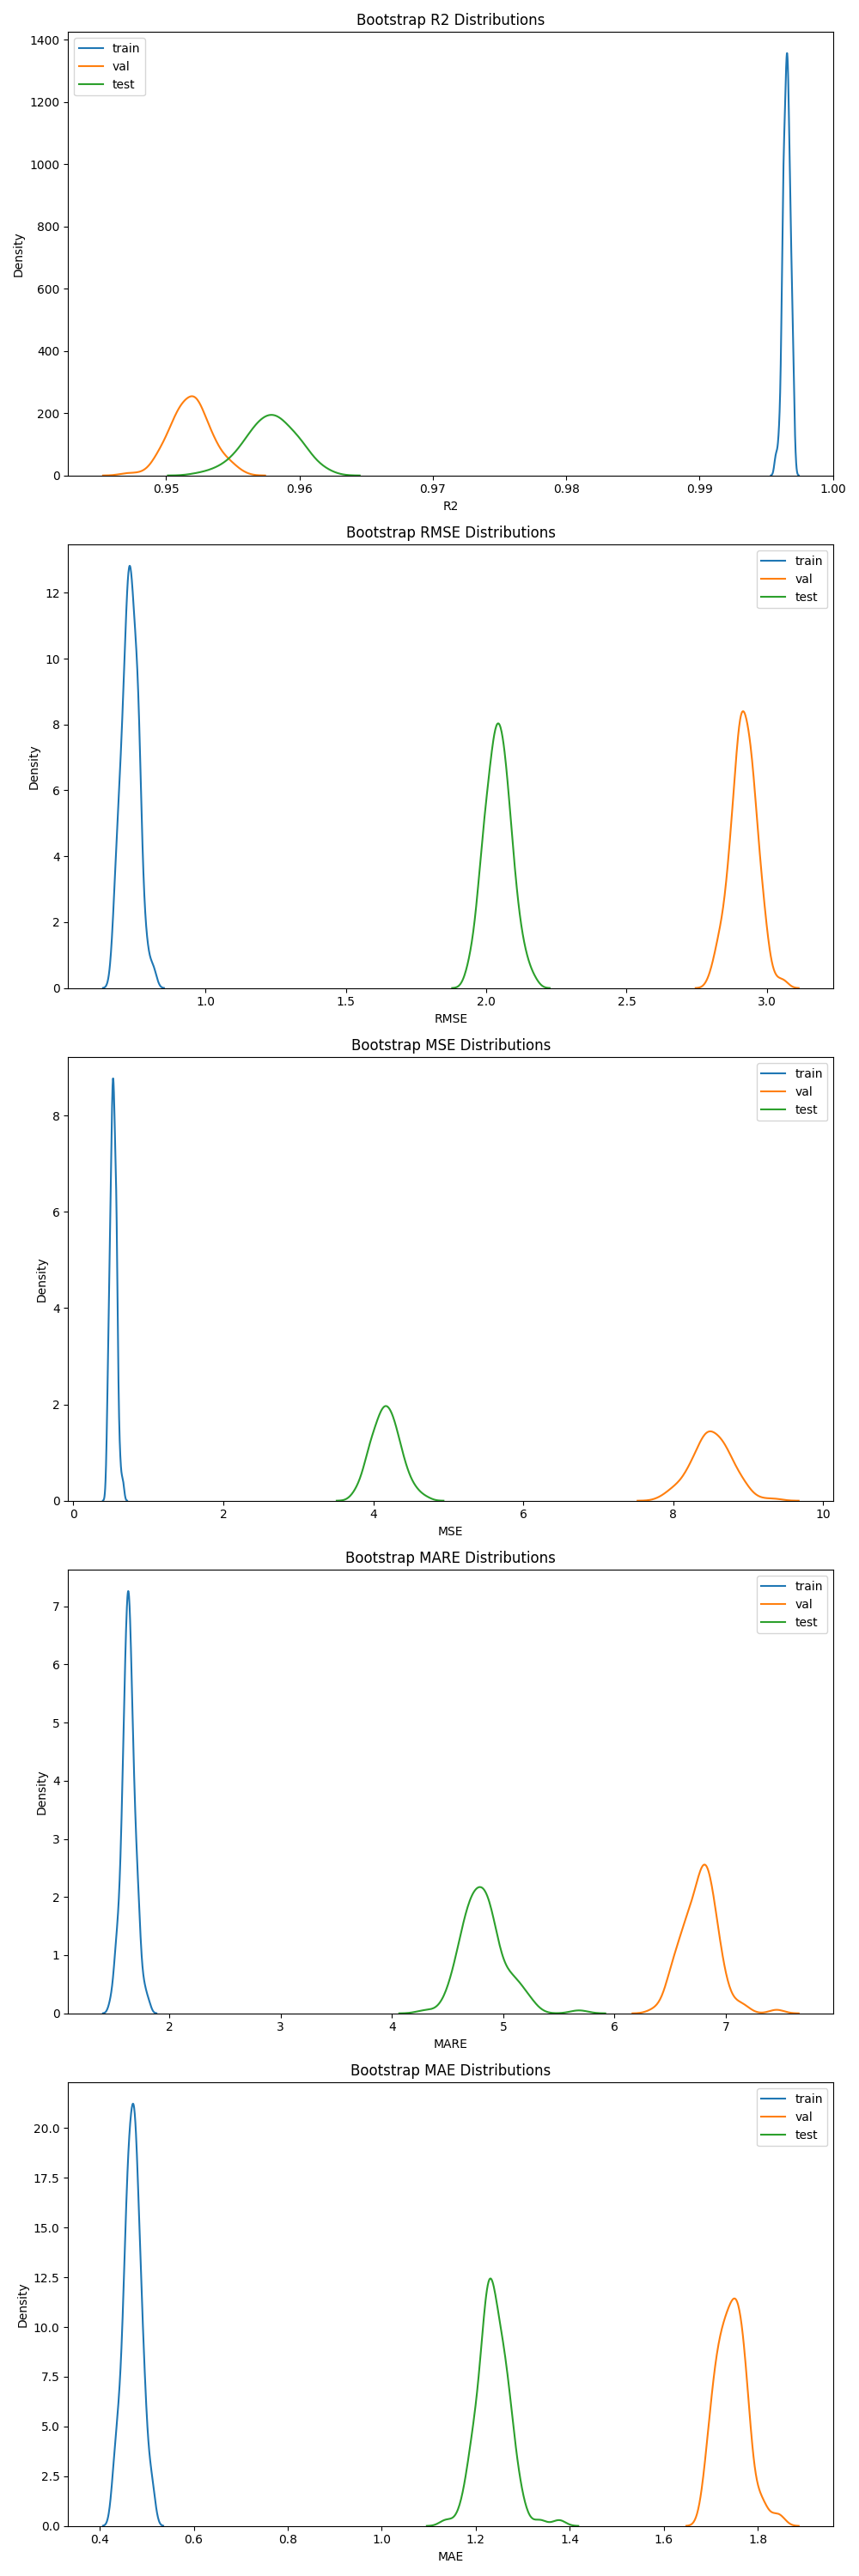 Bootstrap R2 Distributions
train
val
test
1400
1200
1000
800
600
400
200
0
Density
0.95 0.96 0.97 0.98 0.99 1.00
R2
Bootstrap RMSE Distributions
train
val
test
12
10
8
6
4
2
0
Density
1.0 1.5 2.0 2.5 3.0
RMSE
Bootstrap MSE Distributions
train
val
test
8
6
4
2
0
Density
0 2 4 6 8 10
MSE
Bootstrap MARE Distributions
train
val
test
7
6
5
4
3
2
1
0
Density
2 3 4 5 6 7
MARE
Bootstrap MAE Distributions
train
val
test
20.0
17.5
15.0
12.5
10.0
7.5
5.0
2.5
0.0
Density
0.4 0.6 0.8 1.0 1.2 1.4 1.6 1.8
MAE